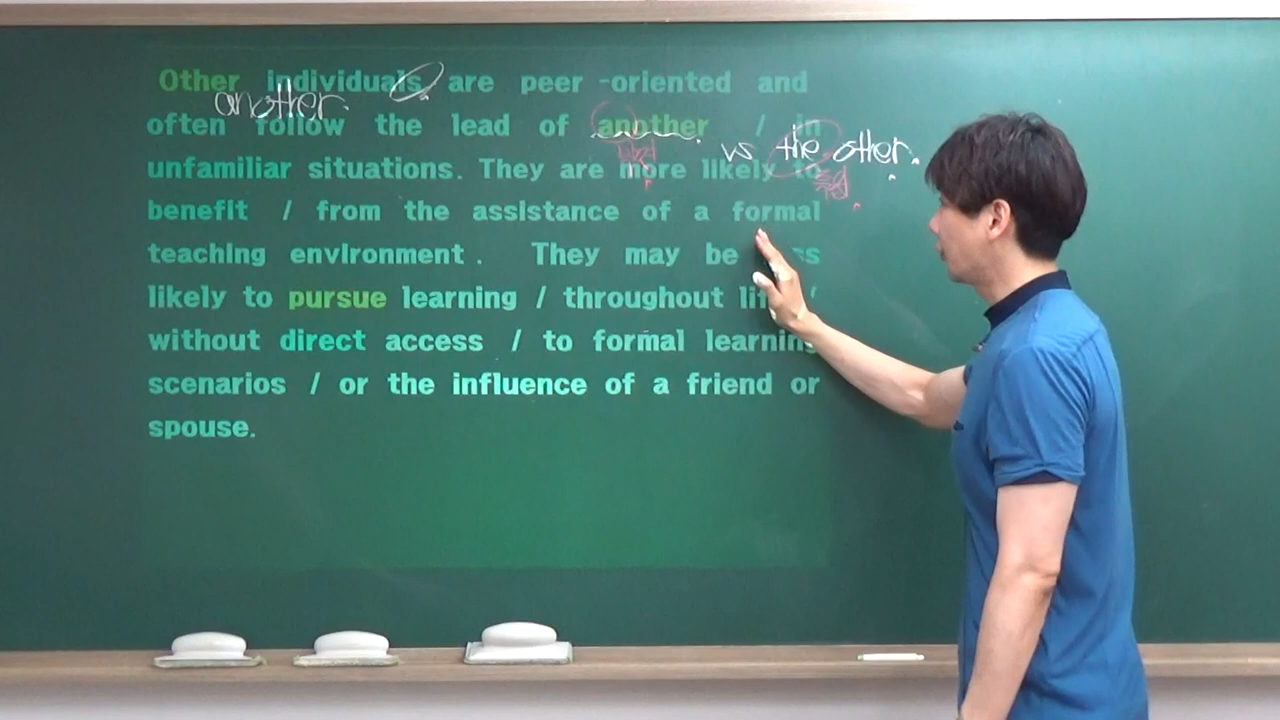 Other individuals are peer -oriented and
another.
often follow the lead of another / in
vs the other.
unfamiliar situations. They are more likely to
benefit / from the assistance of a formal
teaching environment . They may be
likely to pursue learning / throughout
without direct access / to formal learning
scenarios / or the influence of a friend or
spouse.